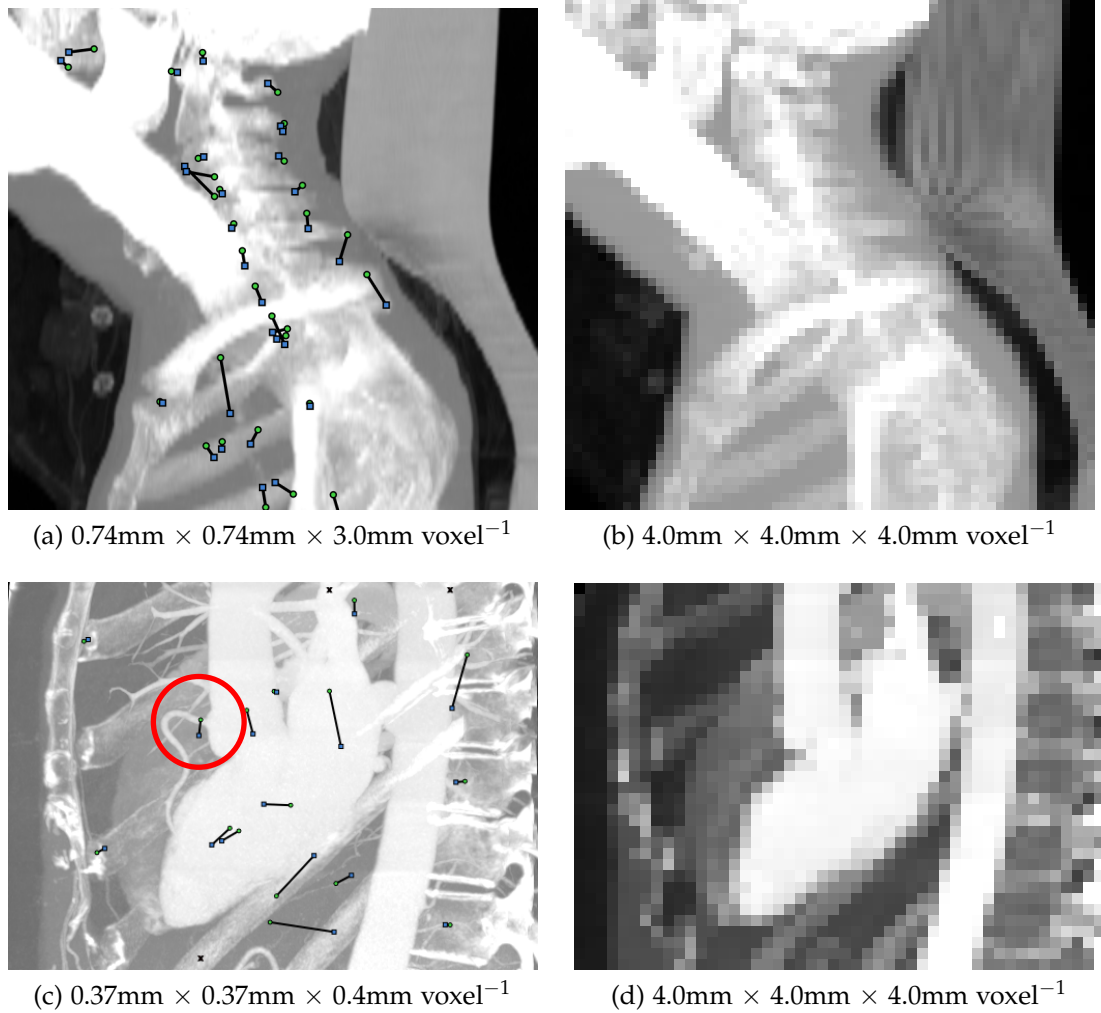 (a) 0.74mm × 0.74mm × 3.0mm voxel⁻¹
(b) 4.0mm × 4.0mm × 4.0mm voxel⁻¹
(c) 0.37mm × 0.37mm × 0.4mm voxel⁻¹
(d) 4.0mm × 4.0mm × 4.0mm voxel⁻¹